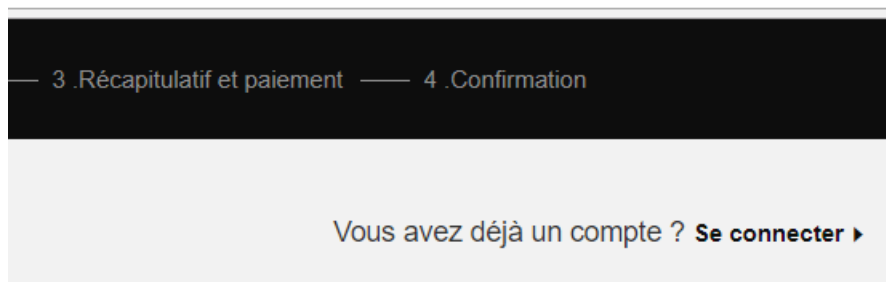 3 .Récapitulatif et paiement 4 .Confirmation
Vous avez déjà un compte ? Se connecter